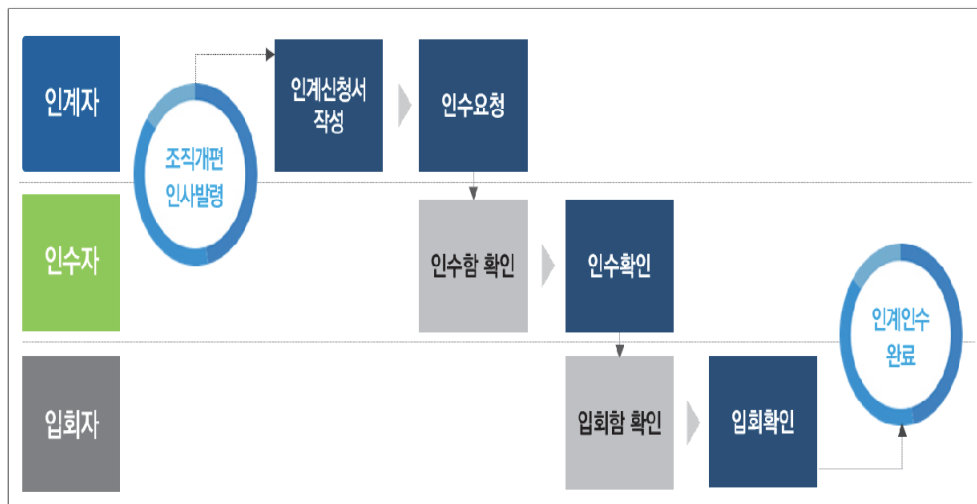 인계자
조직개편
인사발령
인계신청서
작성
인수요청
인수자
인수함 확인
인수확인
인계인수
완료
입회자
입회함 확인
입회확인